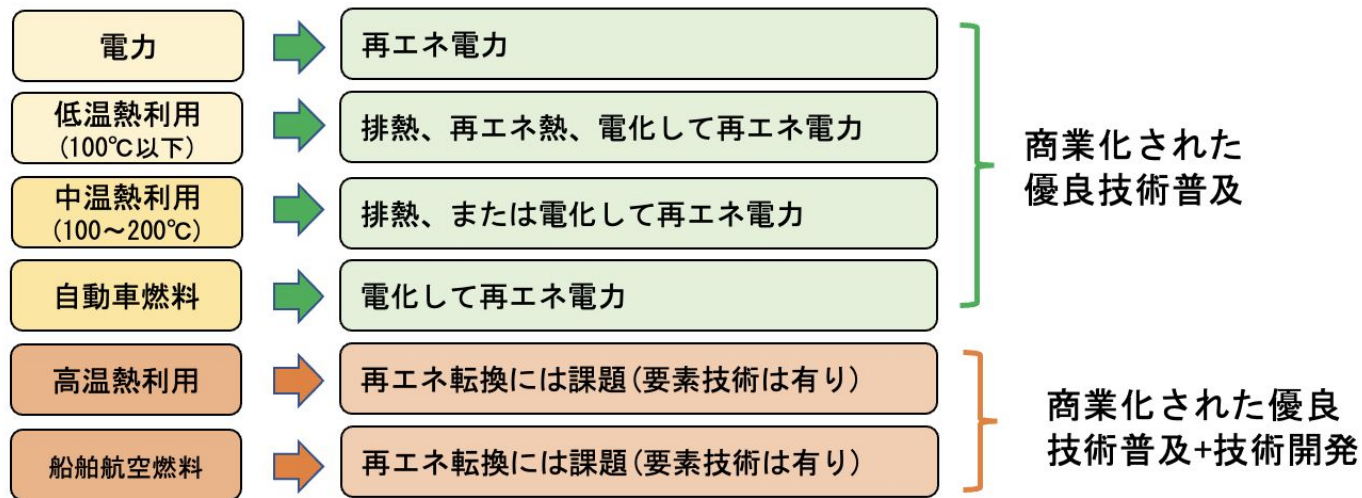 電力
再エネ電力
低温熱利用
(100℃以下)
排熱、再エネ熱、電化して再エネ電力
中温熱利用
(100～200℃)
排熱、または電化して再エネ電力
自動車燃料
電化して再エネ電力
商業化された
優良技術普及
高温熱利用
再エネ転換には課題(要素技術は有り)
船舶航空燃料
再エネ転換には課題(要素技術は有り)
商業化された優良
技術普及+技術開発